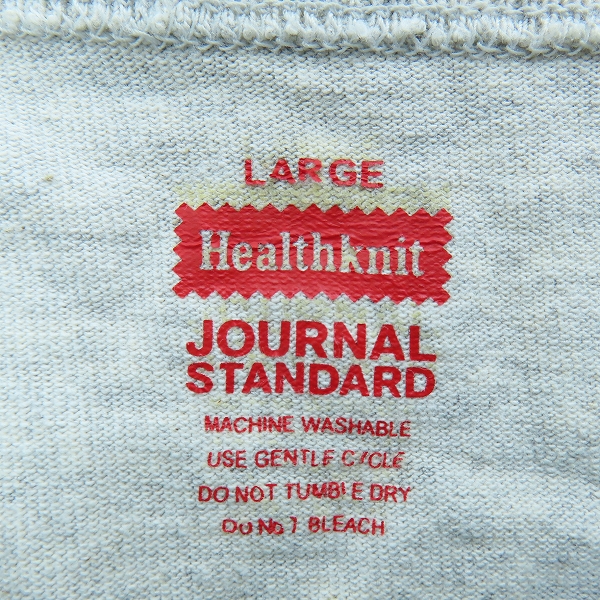 LARGE
Healthknit
JOURNAL
STANDARD
MACHINE WASHABLE
USE GENTLE CYCLE
DO NOT TUMBLE DRY
DO NOT BLEACH